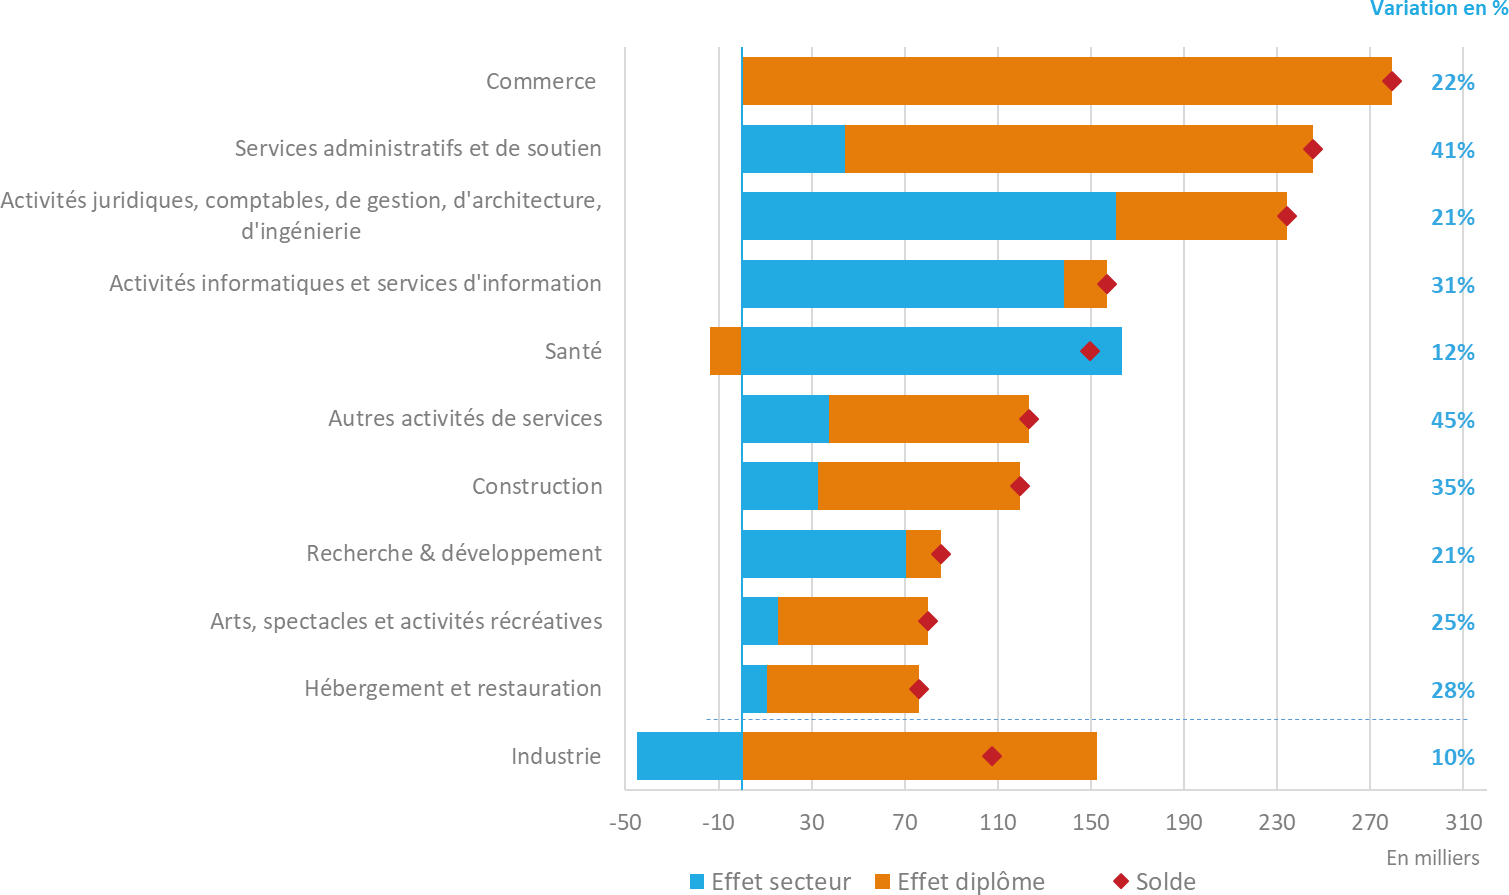 Variation en %
Commerce
22%
Services administratifs et de soutien
41%
Activités juridiques, comptables, de gestion, d'architecture,
d'ingénierie
21%
Activités informatiques et services d'information
31%
Santé
12%
Autres activités de services
45%
Construction
35%
Recherche & développement
21%
Arts, spectacles et activités récréatives
25%
Hébergement et restauration
28%
Industrie
10%
-50 -10 30 70 110 150 190 230 270 310
En milliers
Effet secteur Effet diplôme Solde